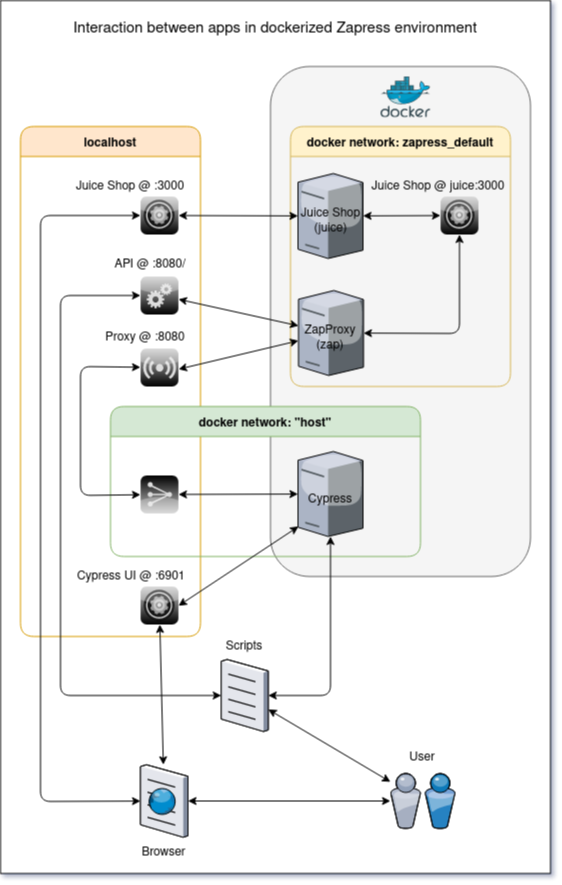 Interaction between apps in dockerized Zapress environment
docker
localhost
docker network: zapress_default
Juice Shop @ :3000
Juice Shop @ juice:3000
Juice Shop
(juice)
API @ :8080/
Proxy @ :8080
ZapProxy
(zap)
docker network: "host"
Cypress
Cypress UI @ :6901
Scripts
User
Browser